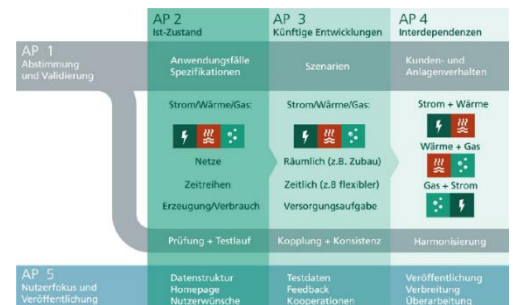 AP 2
Ist-Zustand
AP 3
Künftige Entwicklungen
AP 4
Interdependenzen
AP 1
Abstimmung
und Validierung
Anwendungsfälle
Spezifikationen
Szenarien
Kunden- und
Anlagenverhalten
Strom/Wärme/Gas:
Netze
Zeitreihen
Erzeugung/Verbrauch
Strom/Wärme/Gas:
Räumlich (z.B. Zubau)
Zeitlich (z.B flexibler)
Versorgungsaufgabe
Strom + Wärme
Wärme + Gas
Gas + Strom
Prüfung + Testlauf
Kopplung + Konsistenz
Harmonisierung
AP 5
Nutzerfokus und
Veröffentlichung
Datenstruktur
Homepage
Nutzerwünsche
Testdaten
Feedback
Kooperationen
Veröffentlichung
Verbreitung
Überarbeitung